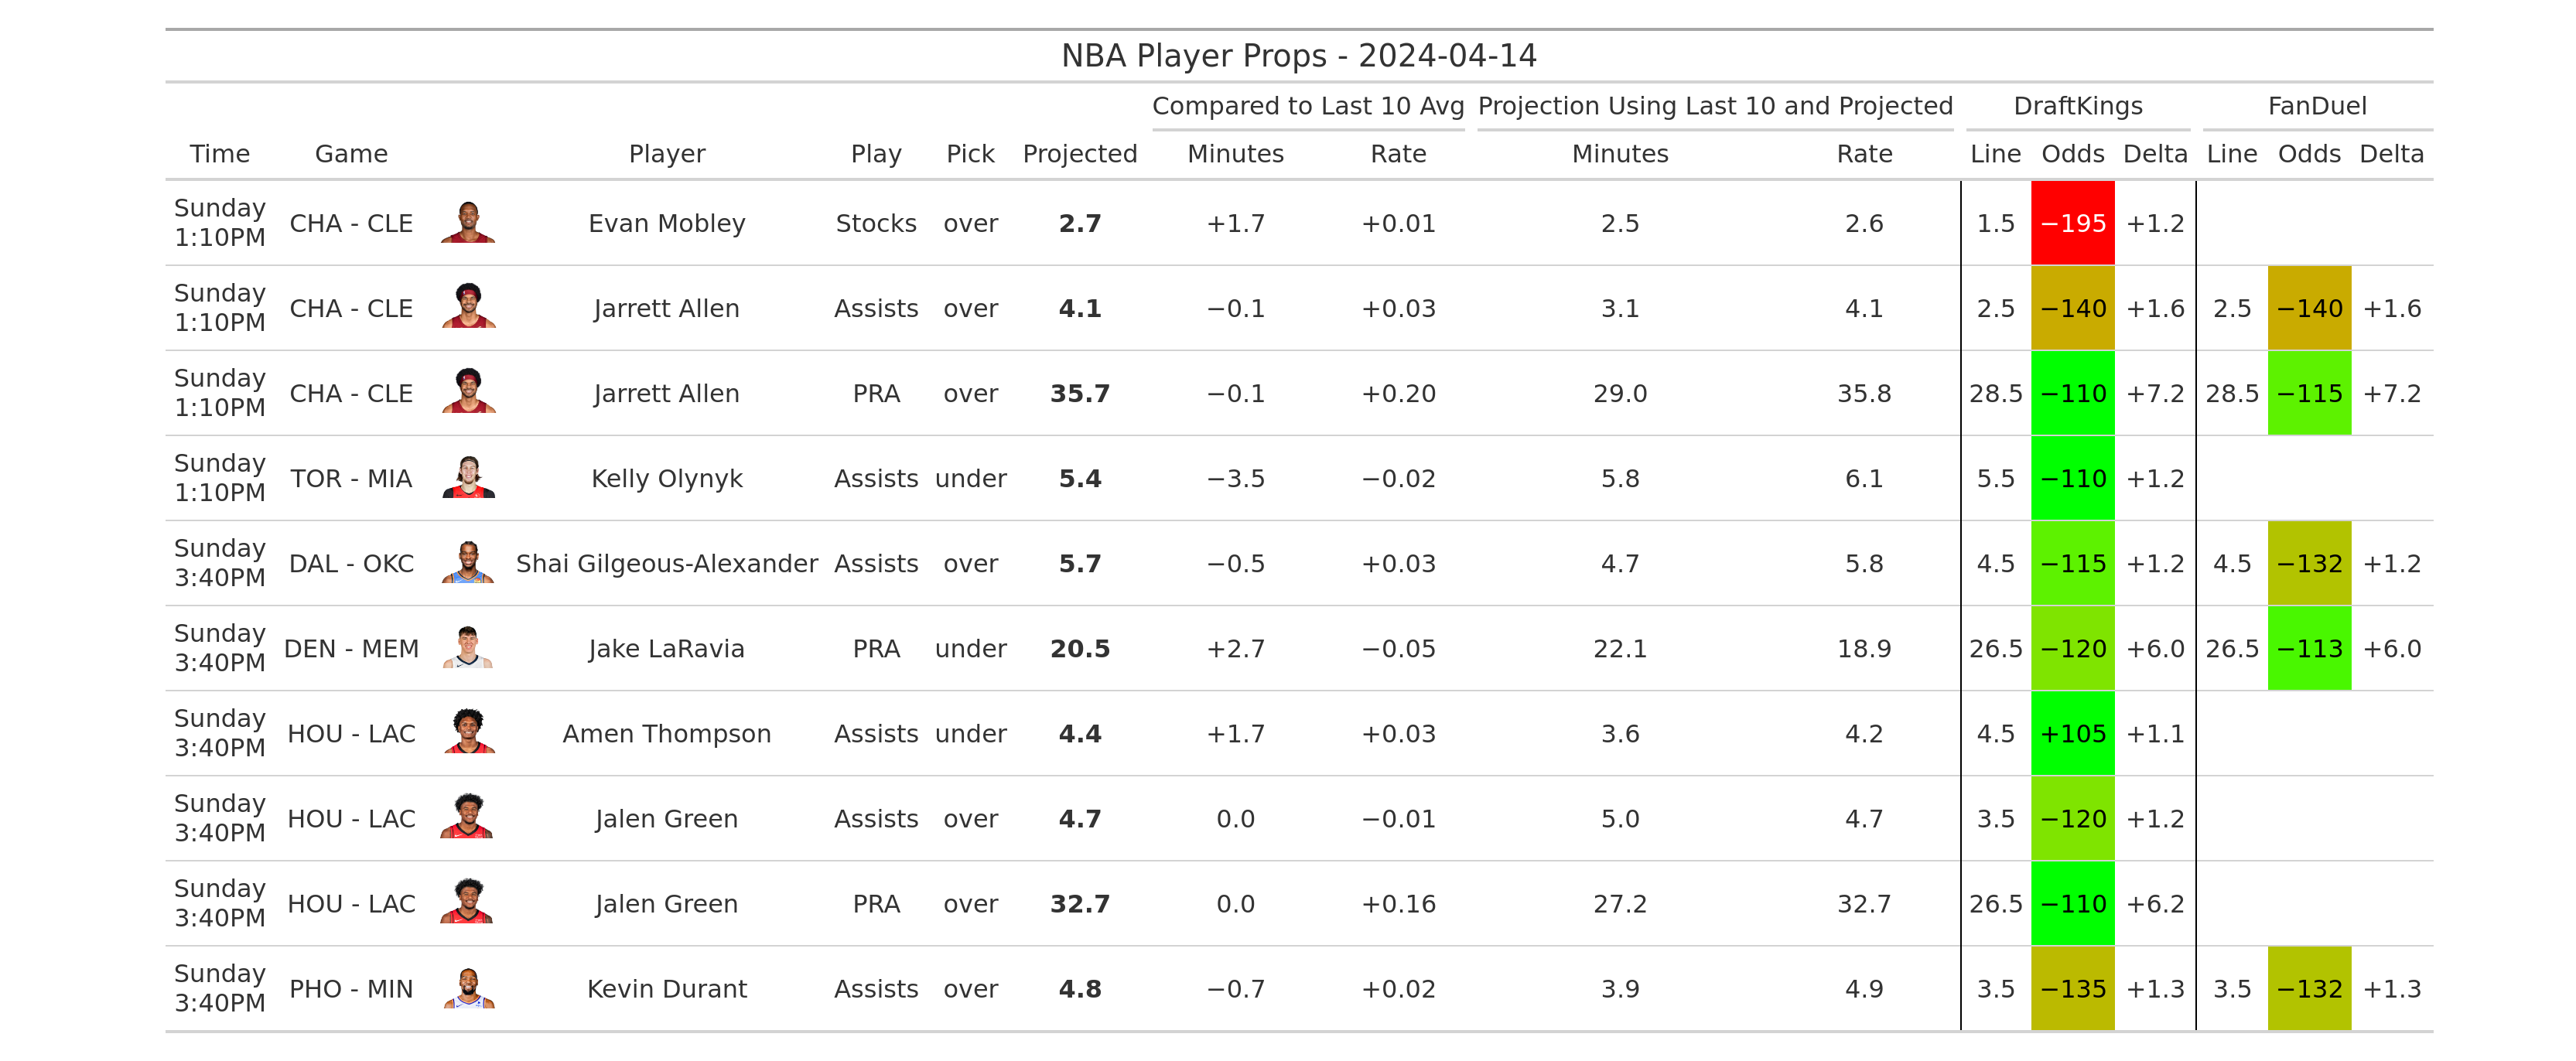 NBA Player Props - 2024-04-14
Compared to Last 10 Avg Projection Using Last 10 and Projected DraftKings FanDuel
Time Game Player Play Pick Projected Minutes Rate Minutes Rate Line Odds Delta Line Odds Delta
Sunday
1:10PM CHA - CLE Evan Mobley Stocks over 2.7 +1.7 +0.01 2.5 2.6 1.5 −195 +1.2
Sunday
1:10PM CHA - CLE Jarrett Allen Assists over 4.1 −0.1 +0.03 3.1 4.1 2.5 −140 +1.6 2.5 −140 +1.6
Sunday
1:10PM CHA - CLE Jarrett Allen PRA over 35.7 −0.1 +0.20 29.0 35.8 28.5 −110 +7.2 28.5 −115 +7.2
Sunday
1:10PM TOR - MIA Kelly Olynyk Assists under 5.4 −3.5 −0.02 5.8 6.1 5.5 −110 +1.2
Sunday
3:40PM DAL - OKC Shai Gilgeous-Alexander Assists over 5.7 −0.5 +0.03 4.7 5.8 4.5 −115 +1.2 4.5 −132 +1.2
Sunday
3:40PM DEN - MEM Jake LaRavia PRA under 20.5 +2.7 −0.05 22.1 18.9 26.5 −120 +6.0 26.5 −113 +6.0
Sunday
3:40PM HOU - LAC Amen Thompson Assists under 4.4 +1.7 +0.03 3.6 4.2 4.5 +105 +1.1
Sunday
3:40PM HOU - LAC Jalen Green Assists over 4.7 0.0 −0.01 5.0 4.7 3.5 −120 +1.2
Sunday
3:40PM HOU - LAC Jalen Green PRA over 32.7 0.0 +0.16 27.2 32.7 26.5 −110 +6.2
Sunday
3:40PM PHO - MIN Kevin Durant Assists over 4.8 −0.7 +0.02 3.9 4.9 3.5 −135 +1.3 3.5 −132 +1.3